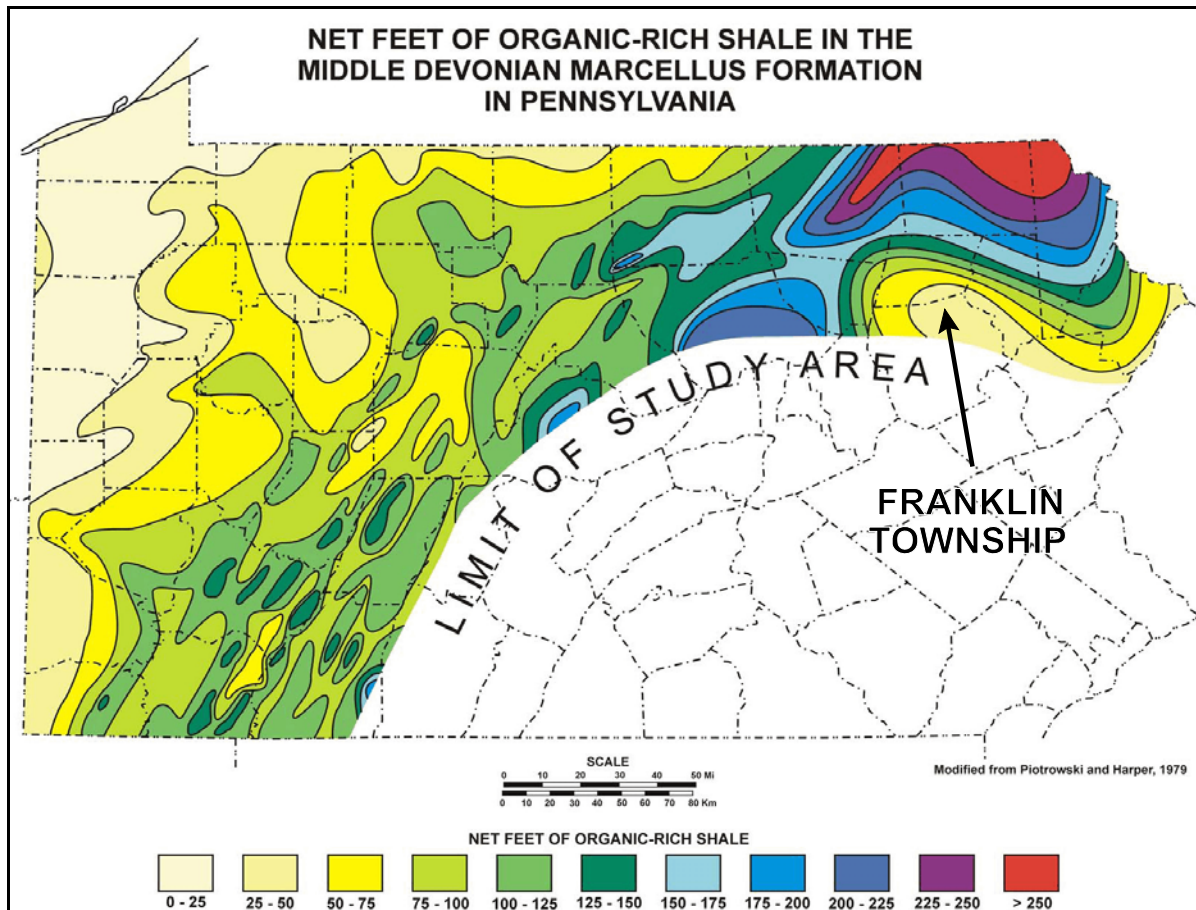 NET FEET OF ORGANIC-RICH SHALE IN THE
MIDDLE DEVONIAN MARCELLUS FORMATION
IN PENNSYLVANIA
LIMIT OF STUDY AREA
FRANKLIN
TOWNSHIP
SCALE
0 10 20 30 40 50 Mi
0 10 20 30 40 50 60 70 80 Km
Modified from Piotrowski and Harper, 1979
NET FEET OF ORGANIC-RICH SHALE
0 - 25 25 - 50 50 - 75 75 - 100 100 - 125 125 - 150 150 - 175 175 - 200 200 - 225 225 - 250 > 250